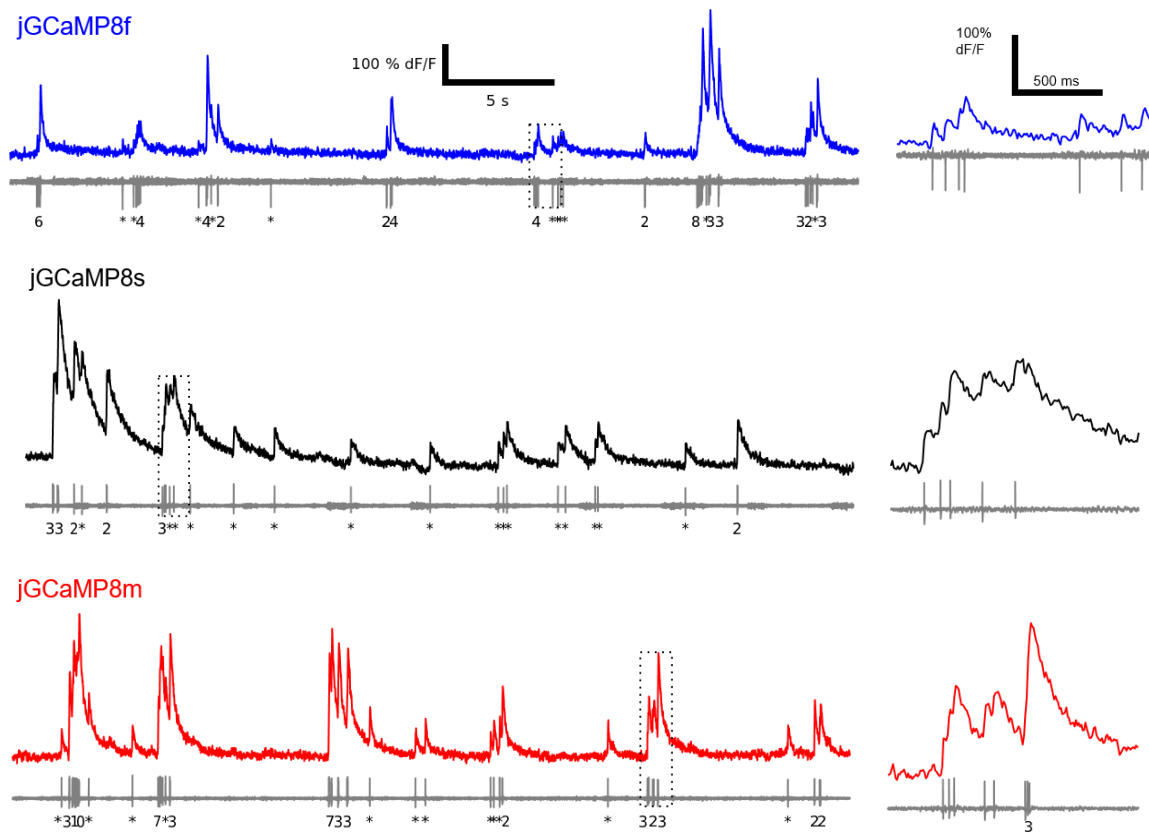 jGCaMP8f
100 % dF/F
5 s
100%
dF/F
500 ms
6 * *4 *4*2 * 24 4 **** 2 8 *33 32*3
jGCaMP8s
33 2* 2 3** * * * * * *** ** ** * 2
jGCaMP8m
*310* * 7*3 733 * ** **2 * 323 * 22
3